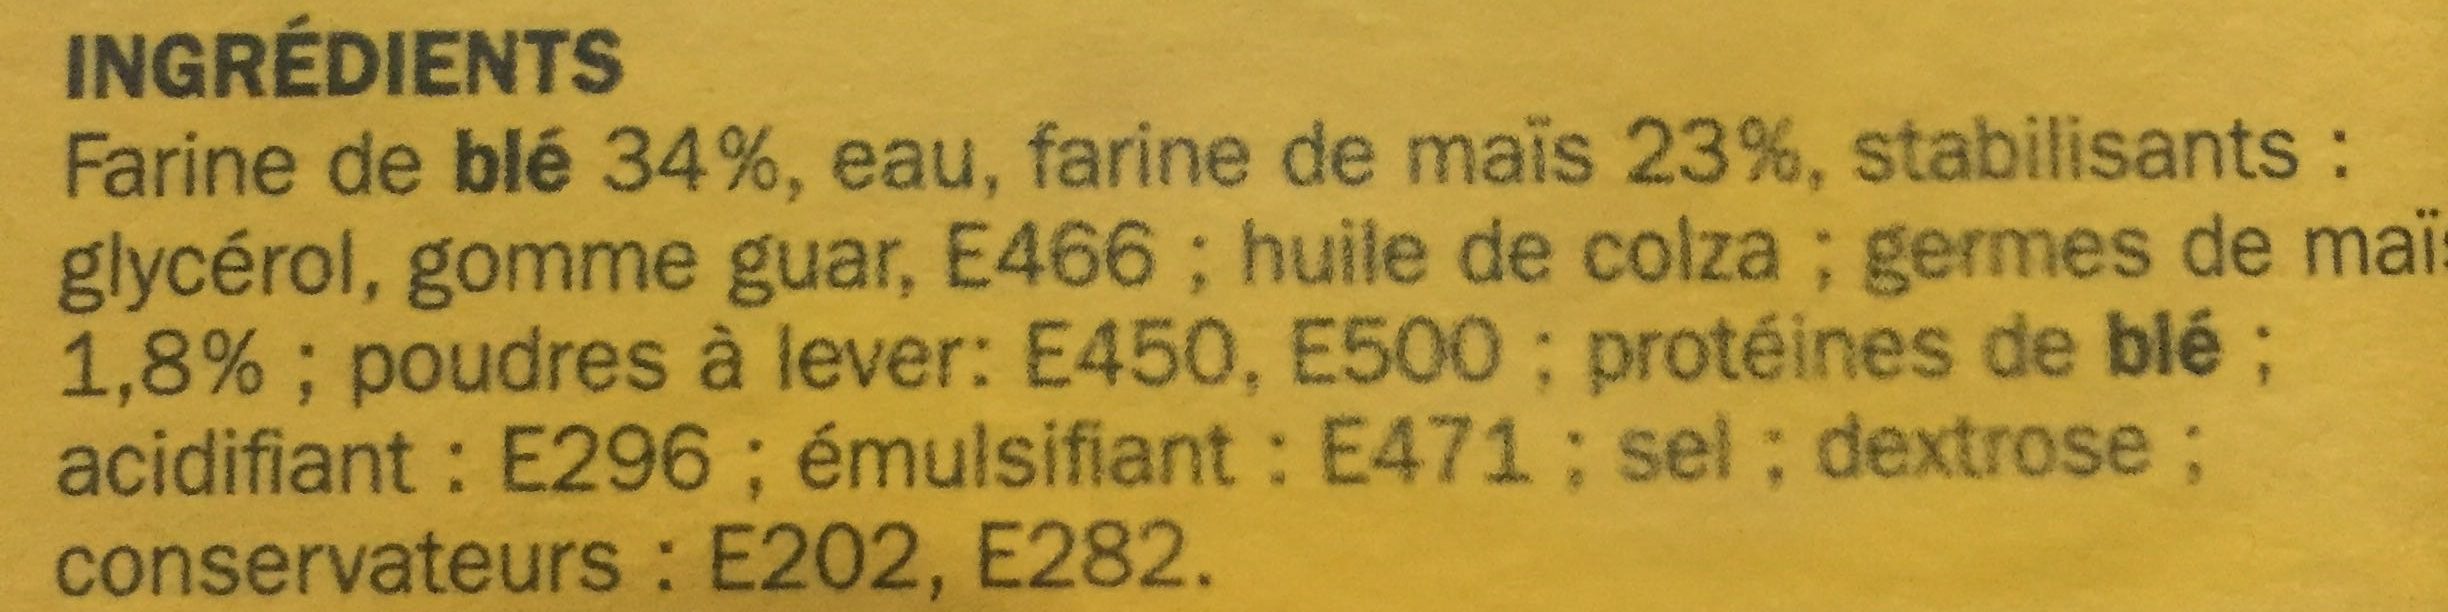 INGRÉDIENTS
Farine de blé 34%, eau, farine de maïs 23%, stabilisants :
glycérol, gomme guar, E466 ; huile de colza ; germes de maïs
1,8% ; poudres à lever: E450, E500 ; protéines de blé ;
acidifiant : E296 ; émulsifiant : E471 ; sel ; dextrose ;
conservateurs : E202, E282.